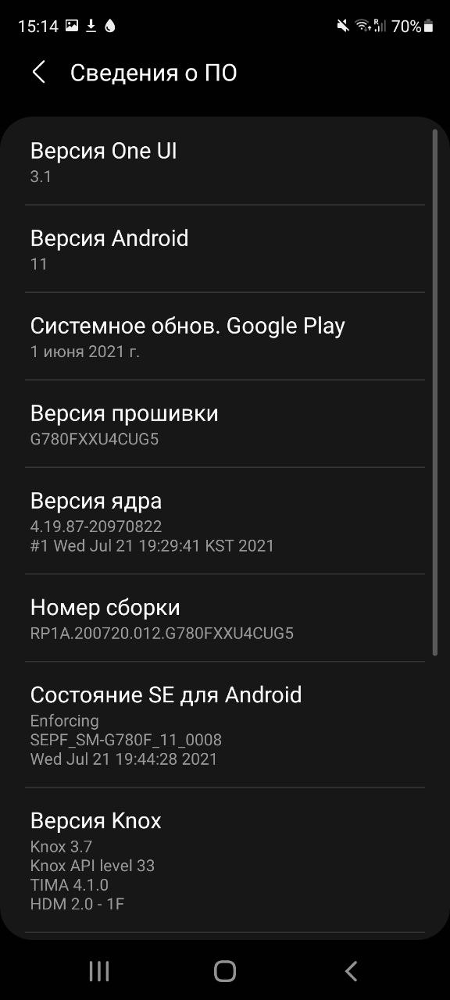 15:14
R
70%
Сведения о ПО
Версия One UI
3.1
Версия Android
11
Системное обнов. Google Play
1 июня 2021 г.
Версия прошивки
G780FXXU4CUG5
Версия ядра
4.19.87-20970822
#1 Wed Jul 21 19:29:41 KST 2021
Номер сборки
RP1A.200720.012.G780FXXU4CUG5
Состояние SE для Android
Enforcing
SEPF_SM-G780F_11_0008
Wed Jul 21 19:44:28 2021
Версия Knox
Knox 3.7
Knox API level 33
TIMA 4.1.0
HDM 2.0 - 1F